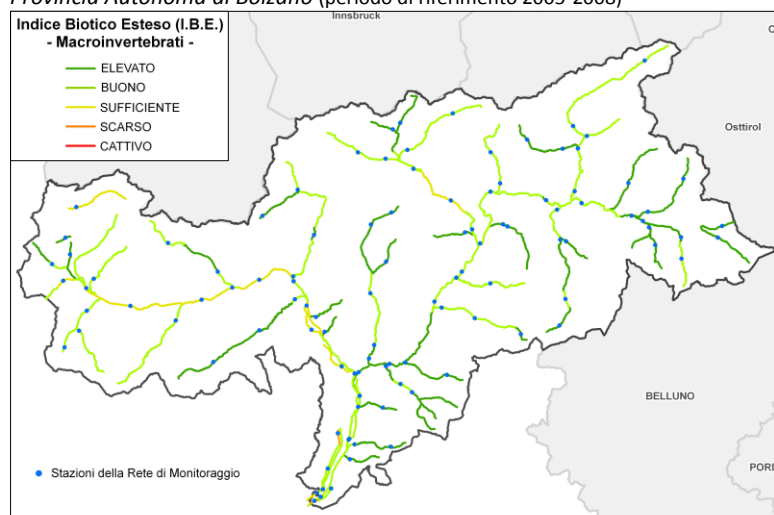 Provincia Autonoma di Bolzano (periodo di riferimento 2005-2008)
Innsbruck
Indice Biotico Esteso (I.B.E.)
- Macroinvertebrati -
ELEVATO
BUONO
SUFFICIENTE
SCARSO
CATTIVO
Osttirol
BELLUNO
Stazioni della Rete di Monitoraggio
PORD